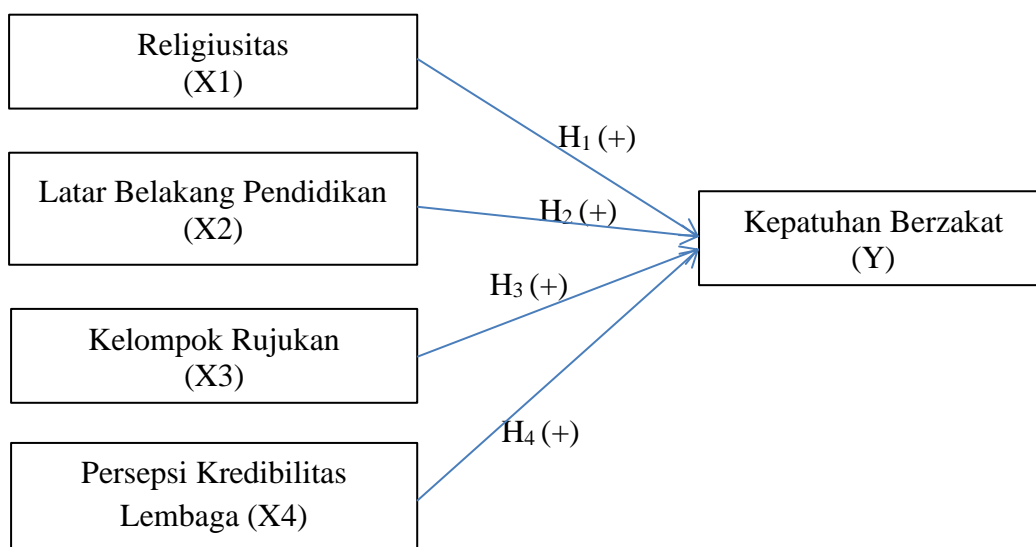 Religiusitas
(X1)
H₁ (+)
Latar Belakang Pendidikan
(X2)
H₂ (+)
Kepatuhan Berzakat
(Y)
H₃ (+)
Kelompok Rujukan
(X3)
H₄ (+)
Persepsi Kredibilitas
Lembaga (X4)